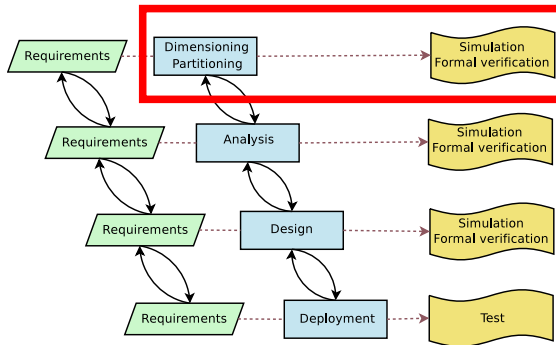 Requirements
Dimensioning
Partitioning
Simulation
Formal verification
Requirements
Analysis
Simulation
Formal verification
Requirements
Design
Simulation
Formal verification
Requirements
Deployment
Test